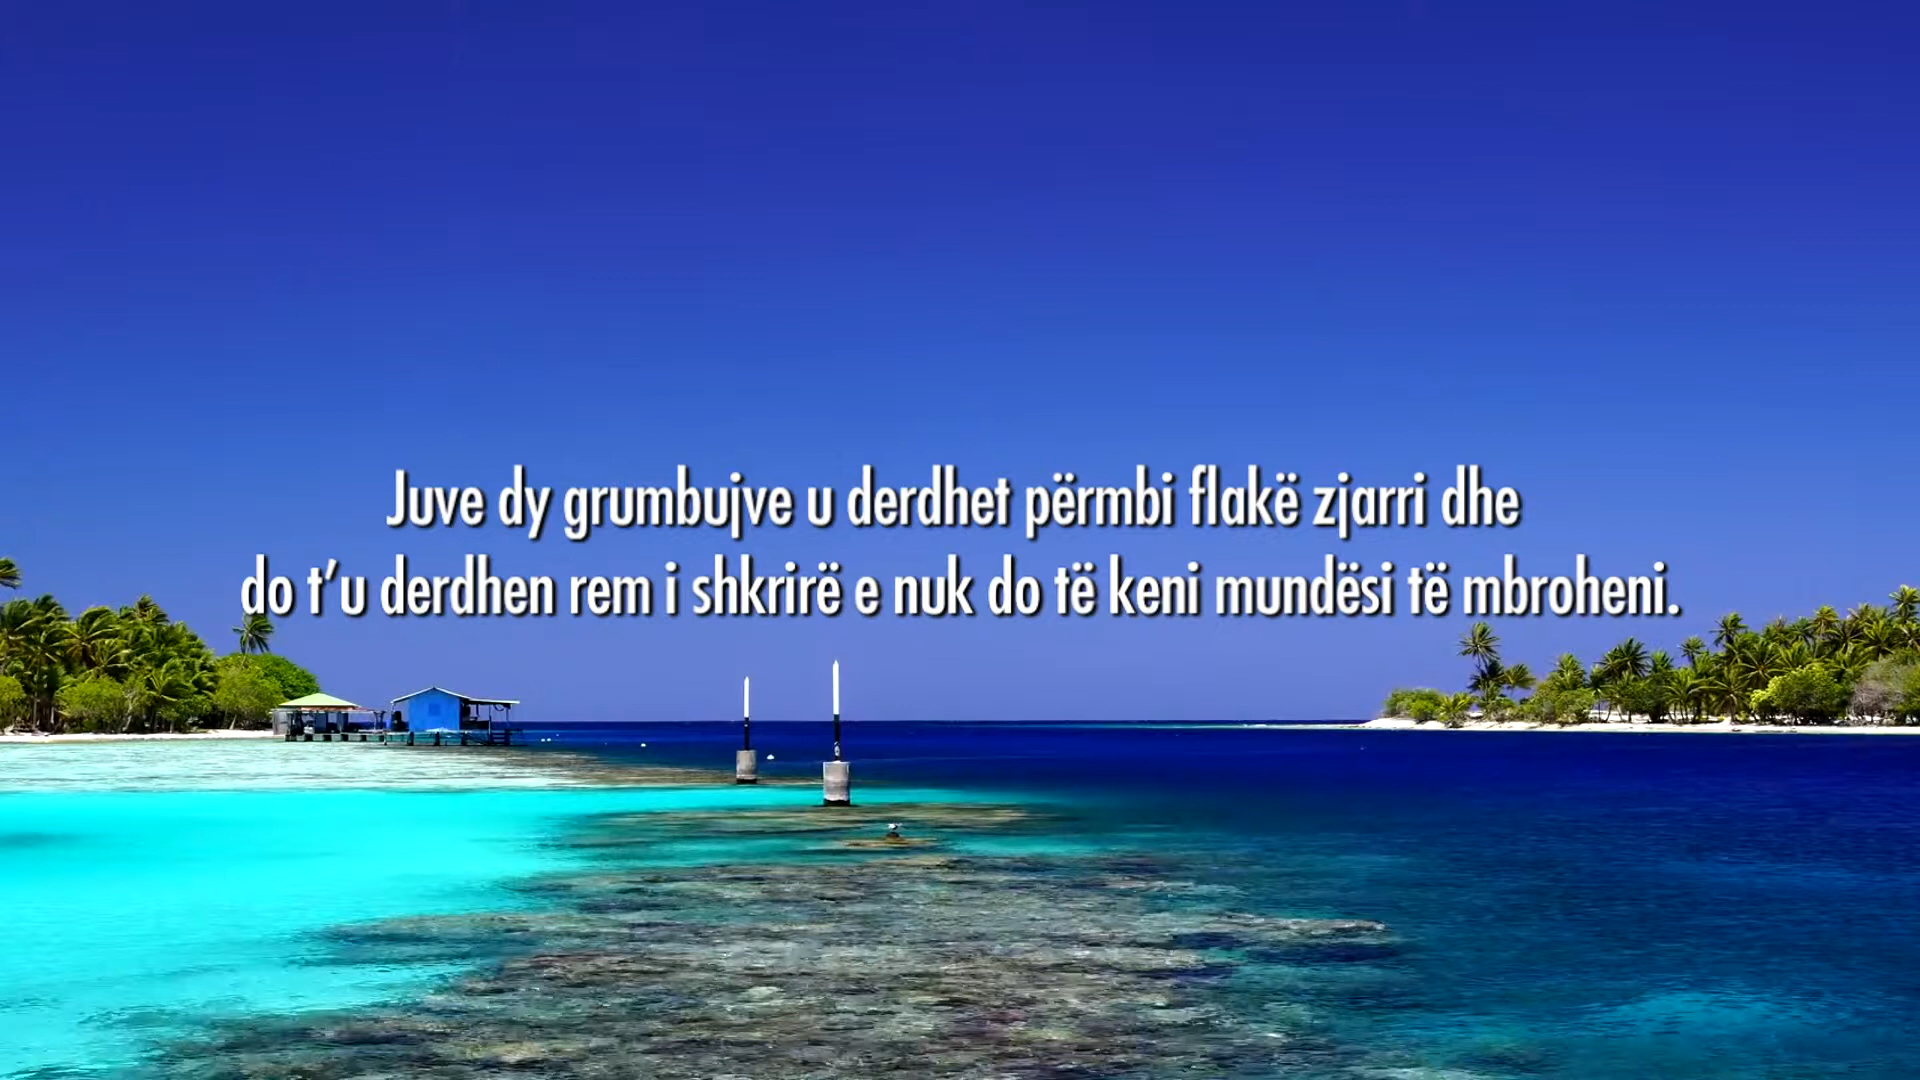 Juve dy grumbujve u derdhet përmbi flakë zjarri dhe
do t’u derdhen rem i shkrirë e nuk do të keni mundësi të mbroheni.